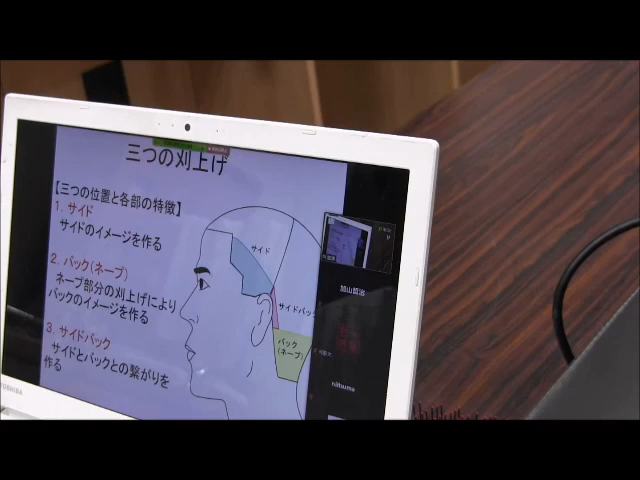 三つの刈上げ
【三つの位置と各部の特徴】
1. サイド
サイドのイメージを作る
2. バック(ネープ)
ネープ部分の刈上げにより
バックのイメージを作る
3. サイドバック
サイドとバックとの繋がりを
作る
サイド
サイドバッ
バック
(ネープ)
加山哲治
niitsuma
TOSHIBA